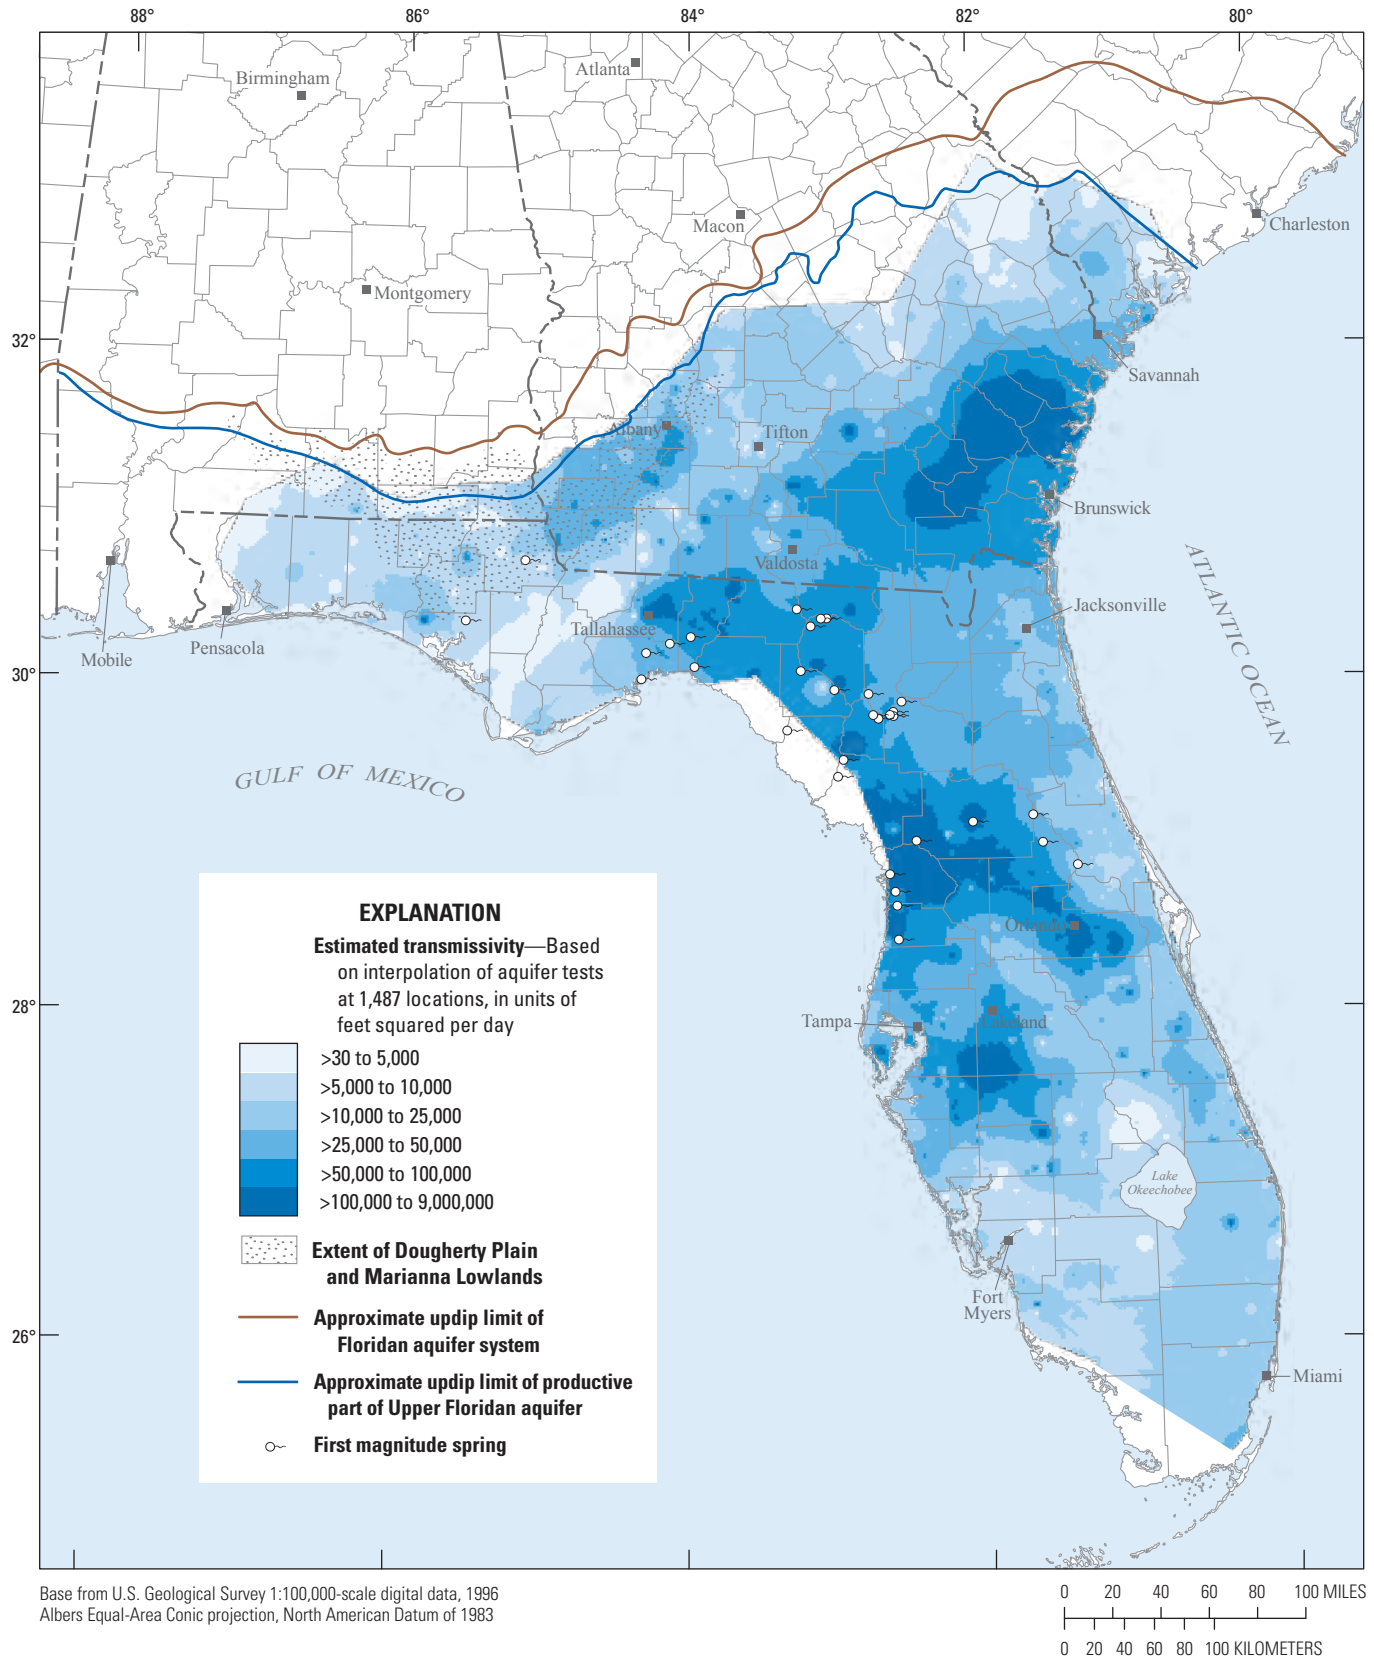 88°
86°
84°
82°
80°
Birmingham
Atlanta
Macon
Charleston
Montgomery
32°
Savannah
Albany
Tifton
Brunswick
Valdosta
ATLANTIC OCEAN
Jacksonville
Tallahassee
Mobile
Pensacola
30°
GULF OF MEXICO
Orlando
28°
Tampa
Lakeland
Lake
Okeechobee
Fort
Myers
26°
Miami
EXPLANATION
Estimated transmissivity—Based
on interpolation of aquifer tests
at 1,487 locations, in units of
feet squared per day
>30 to 5,000
>5,000 to 10,000
>10,000 to 25,000
>25,000 to 50,000
>50,000 to 100,000
>100,000 to 9,000,000
Extent of Dougherty Plain
and Marianna Lowlands
Approximate updip limit of
Floridan aquifer system
Approximate updip limit of productive
part of Upper Floridan aquifer
First magnitude spring
Base from U.S. Geological Survey 1:100,000-scale digital data, 1996
Albers Equal-Area Conic projection, North American Datum of 1983
0 20 40 60 80 100 MILES
0 20 40 60 80 100 KILOMETERS